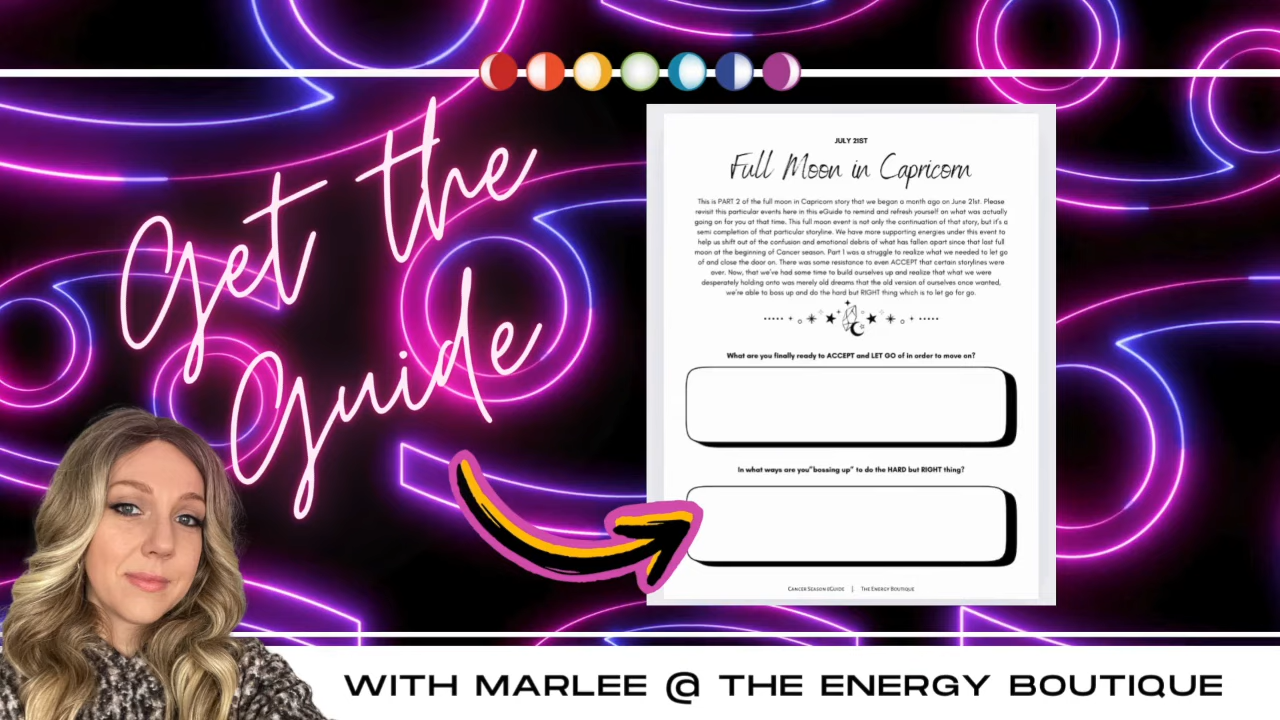 Get the
Guide
JULY 21ST
Full Moon in Capricorn
This is PART 2 of the full moon in Capricorn story that we began a month ago on June 21st. Please
revisit this particular events here in this eGuide to remind and refresh yourself on what was actually
going on for you at that time. This full moon event is not only the continuation of that story, but it's a
semi completion of that particular storyline. We have more supporting energies under this event to
help us shift out of the confusion and emotional debris of what has fallen apart since that last full
moon at the beginning of Cancer season. Part 1 was a struggle to realize what we needed to let go
of and close the door on. There was some resistance to even ACCEPT that certain storylines were
over. Now, that we've had some time to build ourselves up and realize that what we were
desperately holding onto was merely old dreams that the old version of ourselves once wanted,
we're able to boss up and do the hard but RIGHT thing which is to let go for go.
What are you finally ready to ACCEPT and LET GO of in order to move on?
In what ways are you"bossing up" to do the HARD but RIGHT thing?
CANCER SEASON EGUIDE | THE ENERGY BOUTIQUE
WITH MARLEE @ THE ENERGY BOUTIQUE